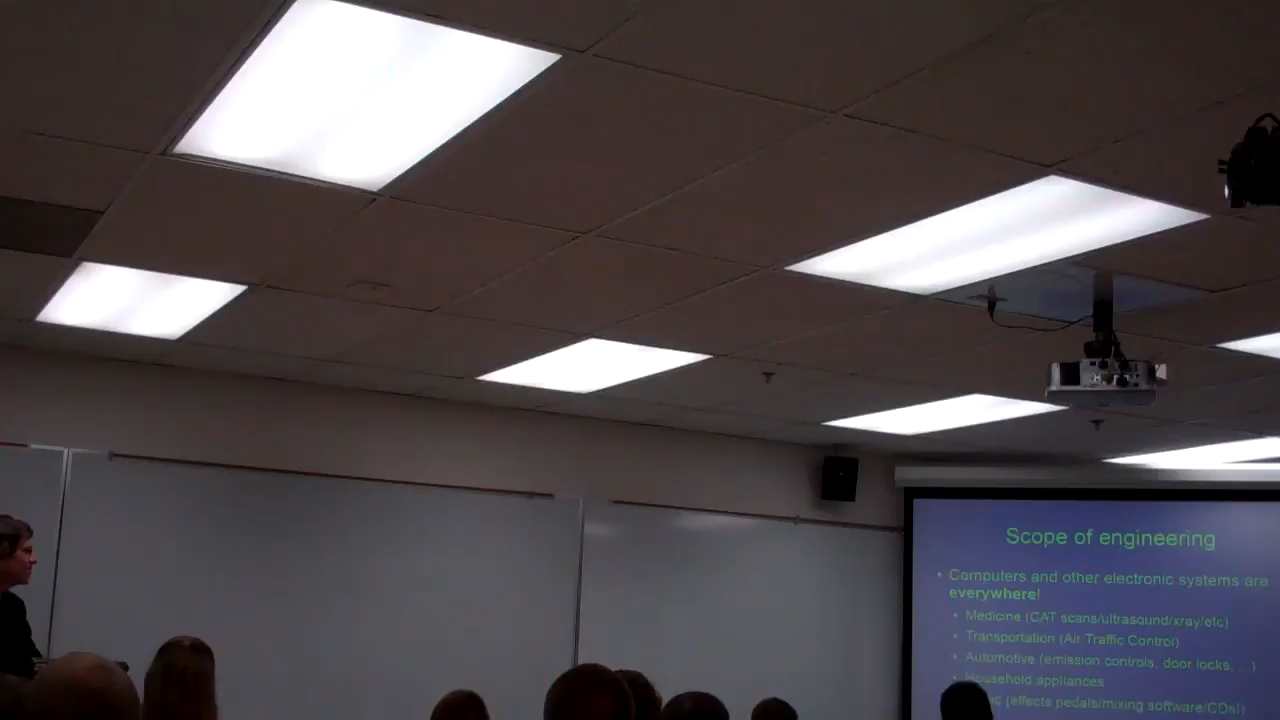 Scope of engineering
• Computers and other electronic systems are
everywhere!
• Medicine (CAT scans/ultrasound/xray/etc)
• Transportation (Air Traffic Control)
• Automotive (emission controls, door locks, ...)
Household appliances
(affects pedals/mixing software/CDs!)